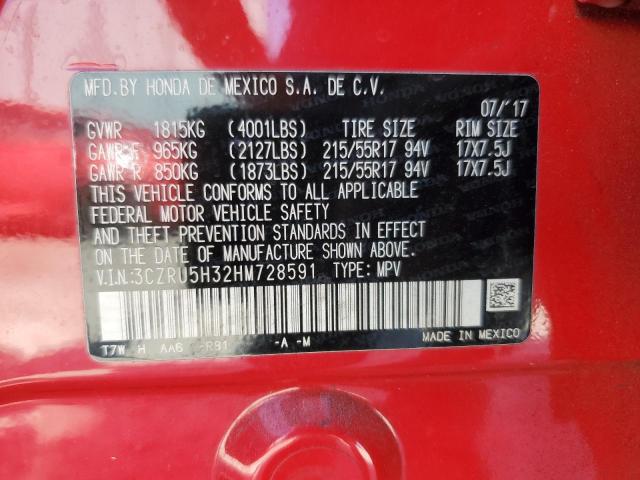 MFD.BY HONDA DE MEXICO S.A. DE C.V.
07/'17
GVWR 1815KG (4001LBS) TIRE SIZE RIM SIZE
GAWR F 965KG (2127LBS) 215/55R17 94V 17X7.5J
GAWR R 850KG (1873LBS) 215/55R17 94V 17X7.5J
THIS VEHICLE CONFORMS TO ALL APPLICABLE
FEDERAL MOTOR VEHICLE SAFETY
AND THEFT PREVENTION STANDARDS IN EFFECT
ON THE DATE OF MANUFACTURE SHOWN ABOVE.
V.I.N:3CZRU5H32HM728591 TYPE: MPV
T7W H AA6 -R81 -A -M
MADE IN MEXICO